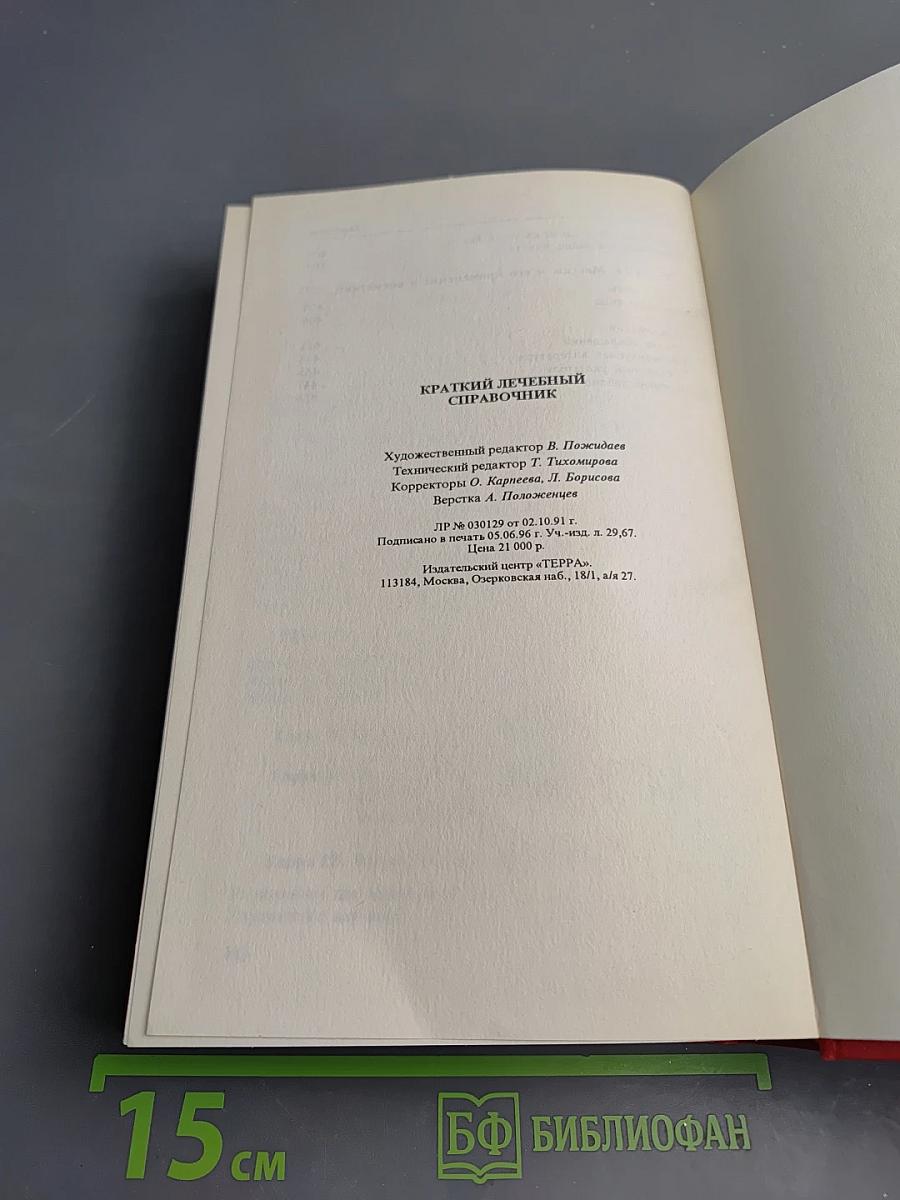 КРАТКИЙ ЛЕЧЕБНЫЙ
СПРАВОЧНИК
Художественный редактор В. Пожидаев
Технический редактор Т. Тихомирова
Корректоры О. Карпеева, Л. Борисова
Верстка А. Положенцев
ЛР № 030129 от 02.10.91 г.
Подписано в печать 05.06.96 г. Уч.-изд. л. 29,67.
Цена 21 000 р.
Издательский центр «ТЕРРА».
113184, Москва, Озерковская наб., 18/1, а/я 27.
15 см
БФ БИБЛИОФАН